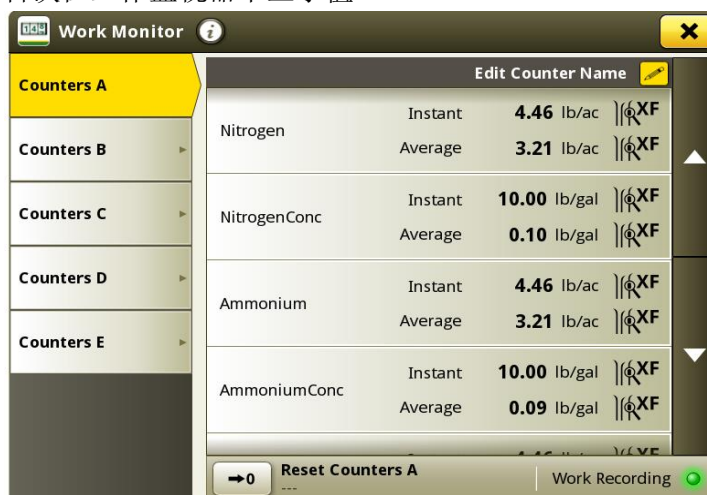 Work Monitor
Counters A
Counters B
Counters C
Counters D
Counters E
Edit Counter Name
Nitrogen
Instant 4.46 lb/ac XF
Average 3.21 lb/ac XF
NitrogenConc
Instant 10.00 lb/gal XF
Average 0.10 lb/gal XF
Ammonium
Instant 4.46 lb/ac XF
Average 3.21 lb/ac XF
AmmoniumConc
Instant 10.00 lb/gal XF
Average 0.09 lb/gal XF
→0 Reset Counters A
---
Work Recording